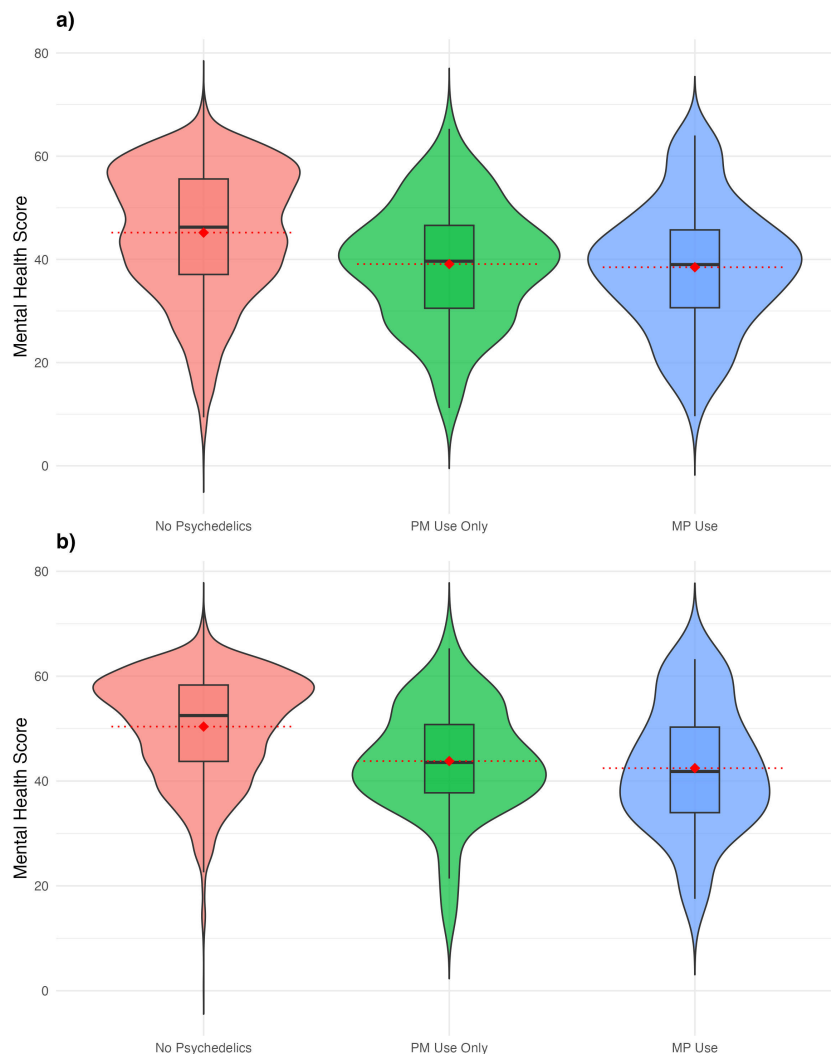 a)
80
60
40
20
0
Mental Health Score
No Psychedelics
PM Use Only
MP Use
b)
80
60
40
20
0
Mental Health Score
No Psychedelics
PM Use Only
MP Use